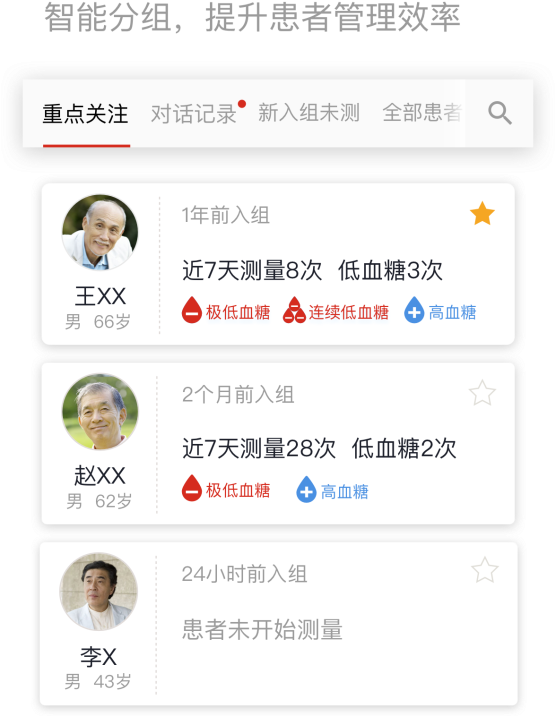 智能分组，提升患者管理效率
重点关注 对话记录 新入组未测 全部患者
1年前入组
近7天测量8次 低血糖3次
王XX
男 66岁
极低血糖 连续低血糖 高血糖
2个月前入组
近7天测量28次 低血糖2次
赵XX
男 62岁
极低血糖 高血糖
24小时前入组
患者未开始测量
李X
男 43岁